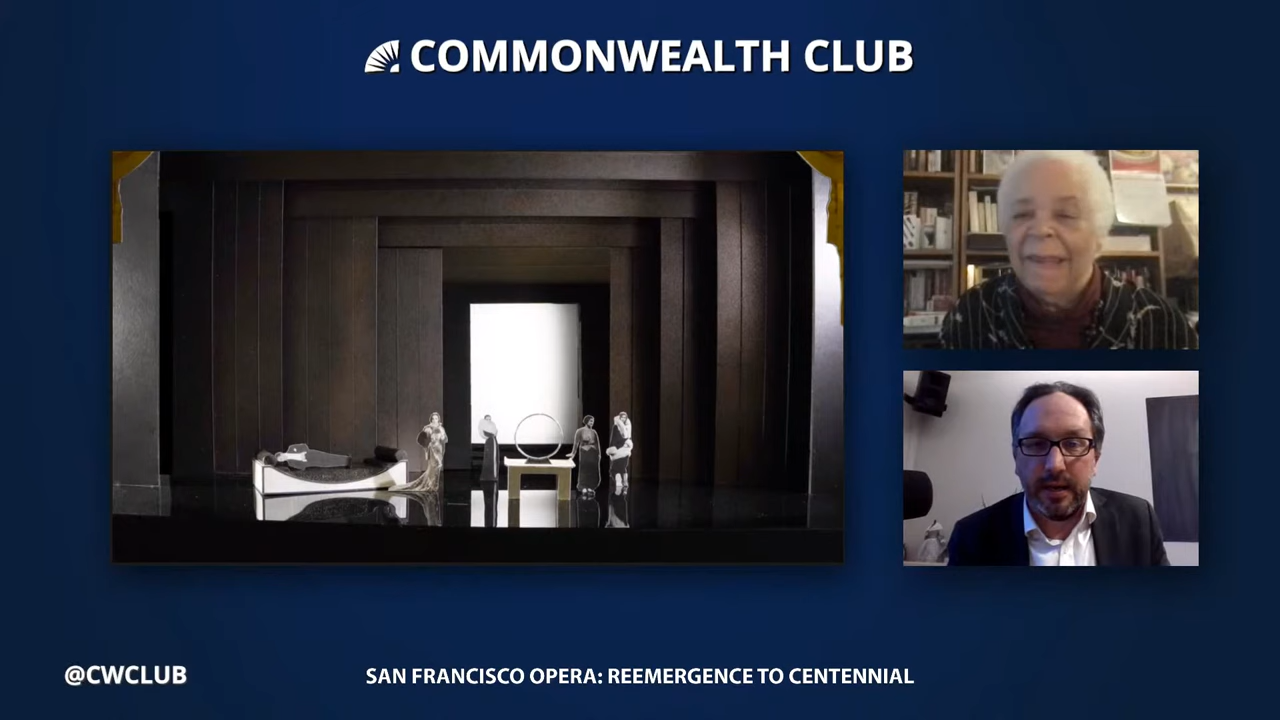 COMMONWEALTH CLUB
@CWCLUB
SAN FRANCISCO OPERA: REEMERGENCE TO CENTENNIAL